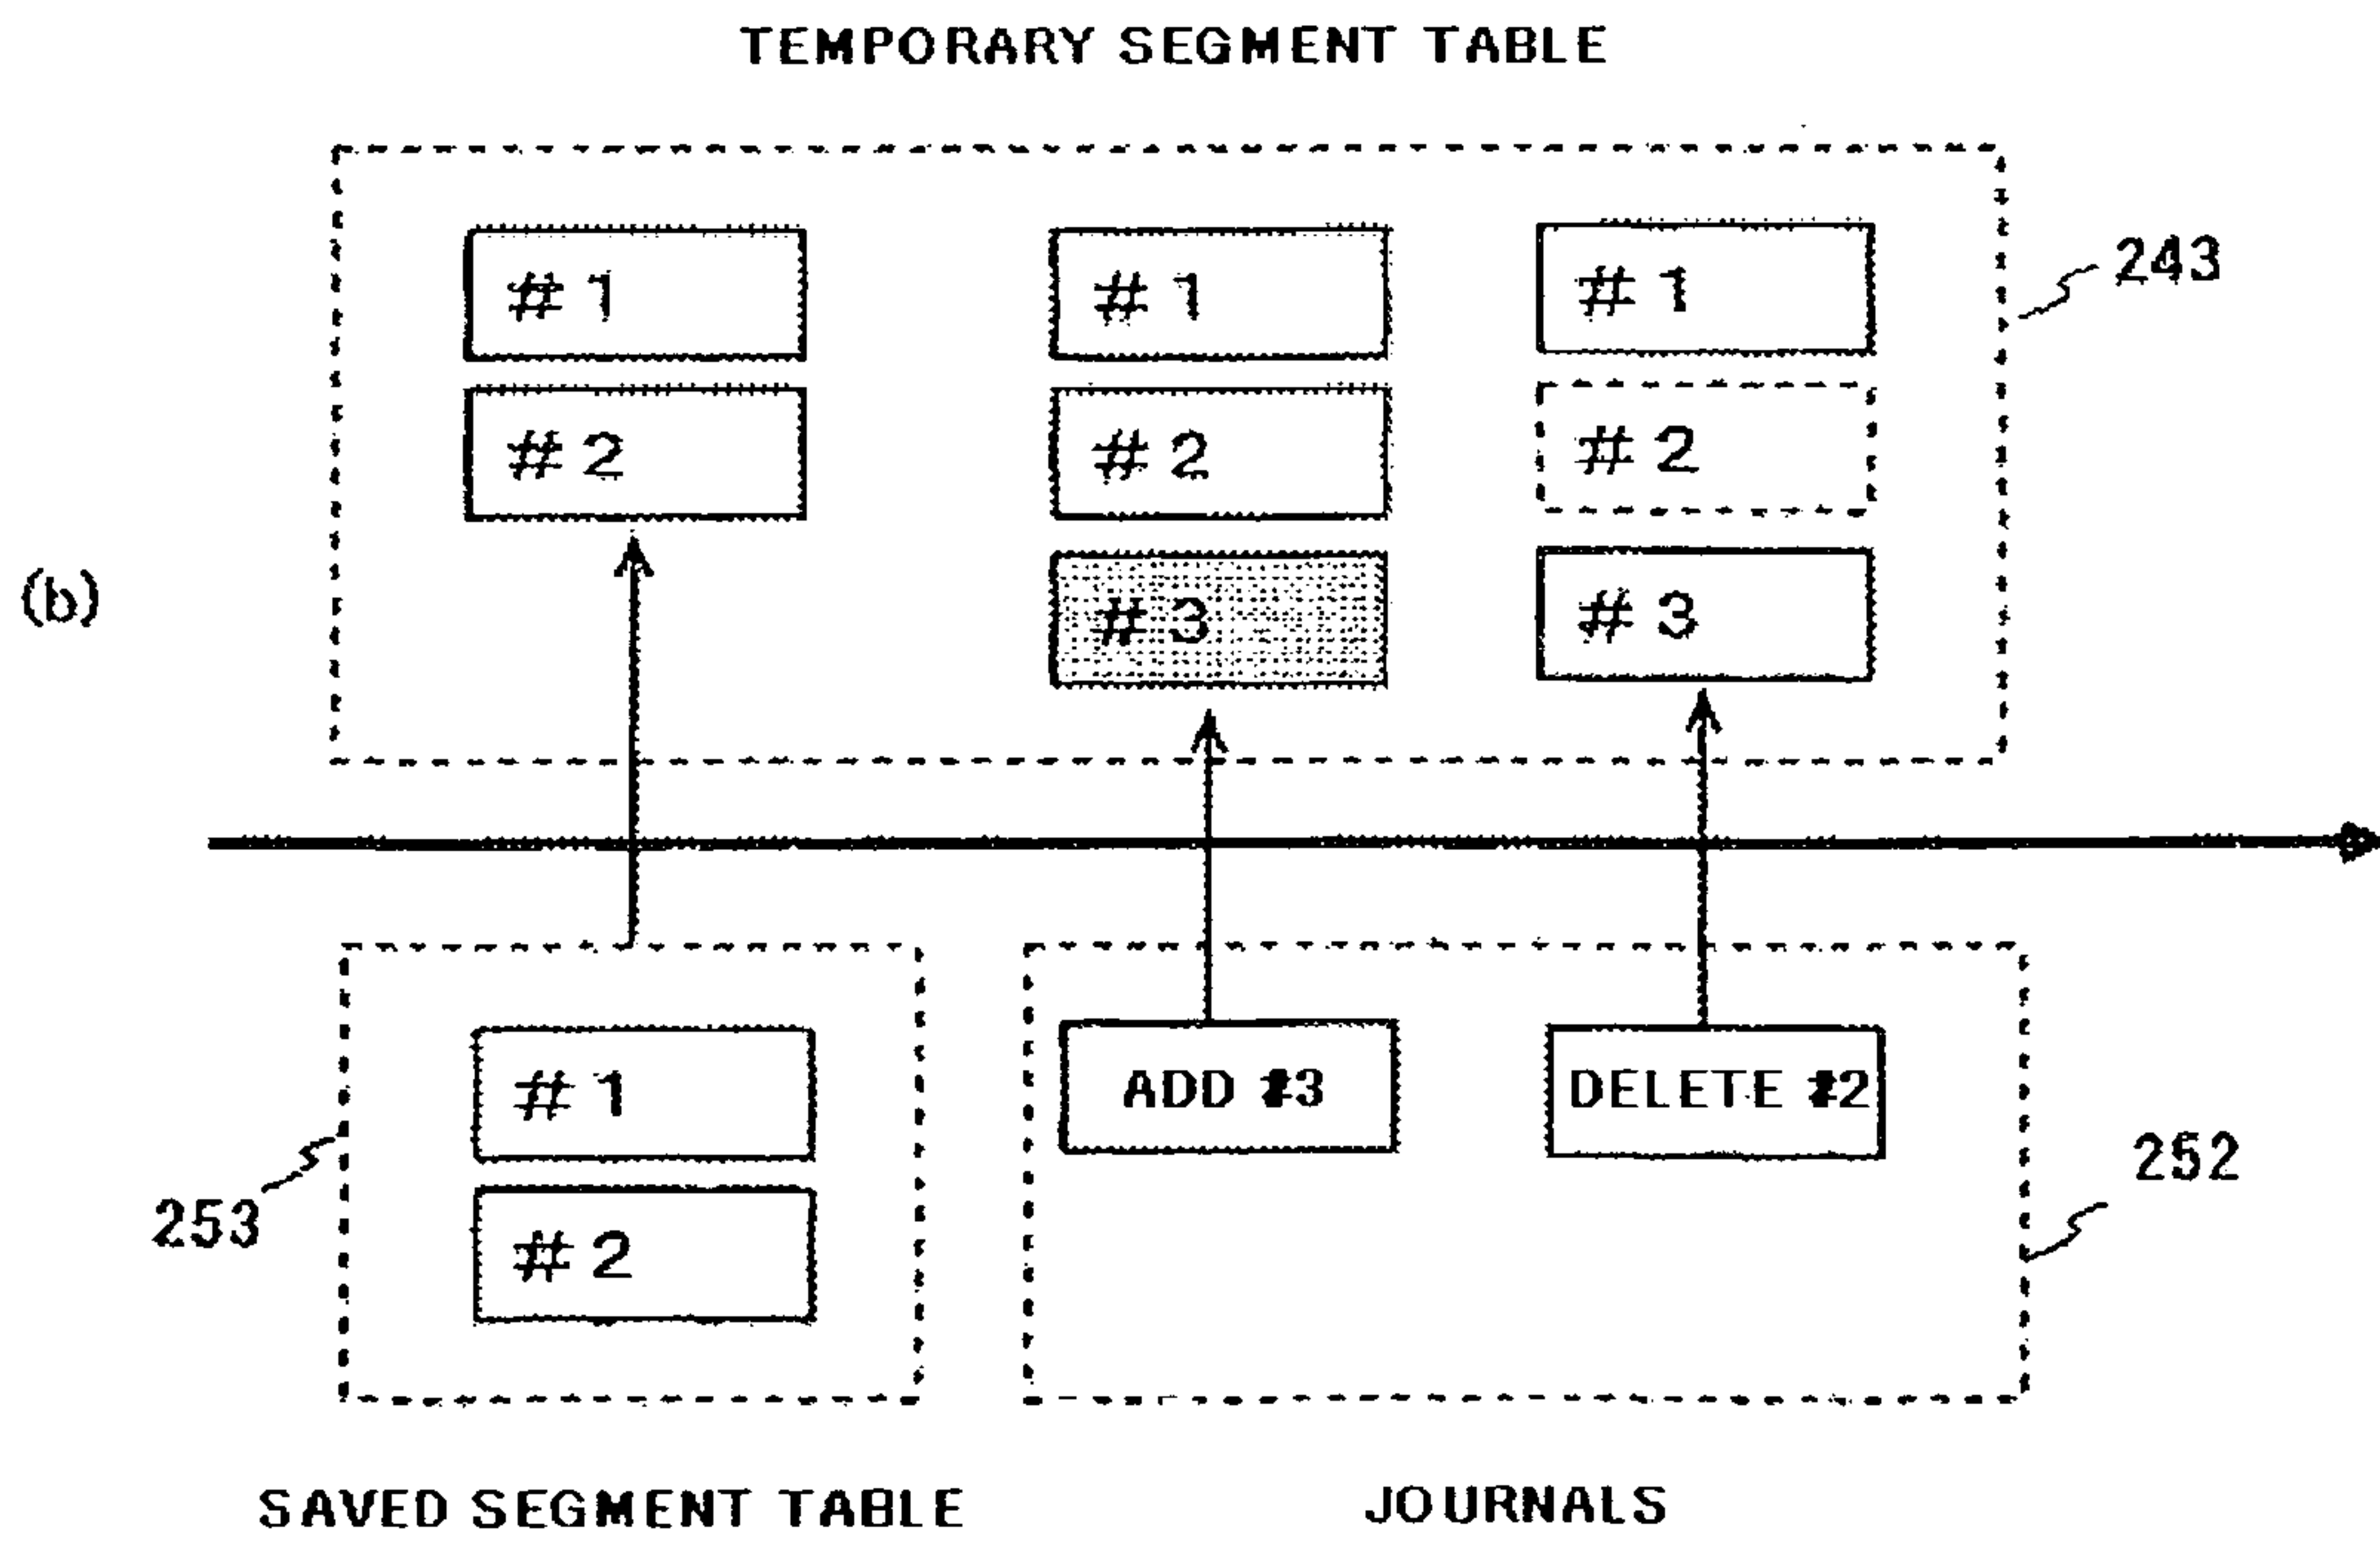 TEMPORARY SEGMENT TABLE
#1 #1 #1
243
#2 #2 #2
(b)
#3 #3
#1
ADD #3 DELETE #2
252
253
#2
SAVED SEGMENT TABLE JOURNALS